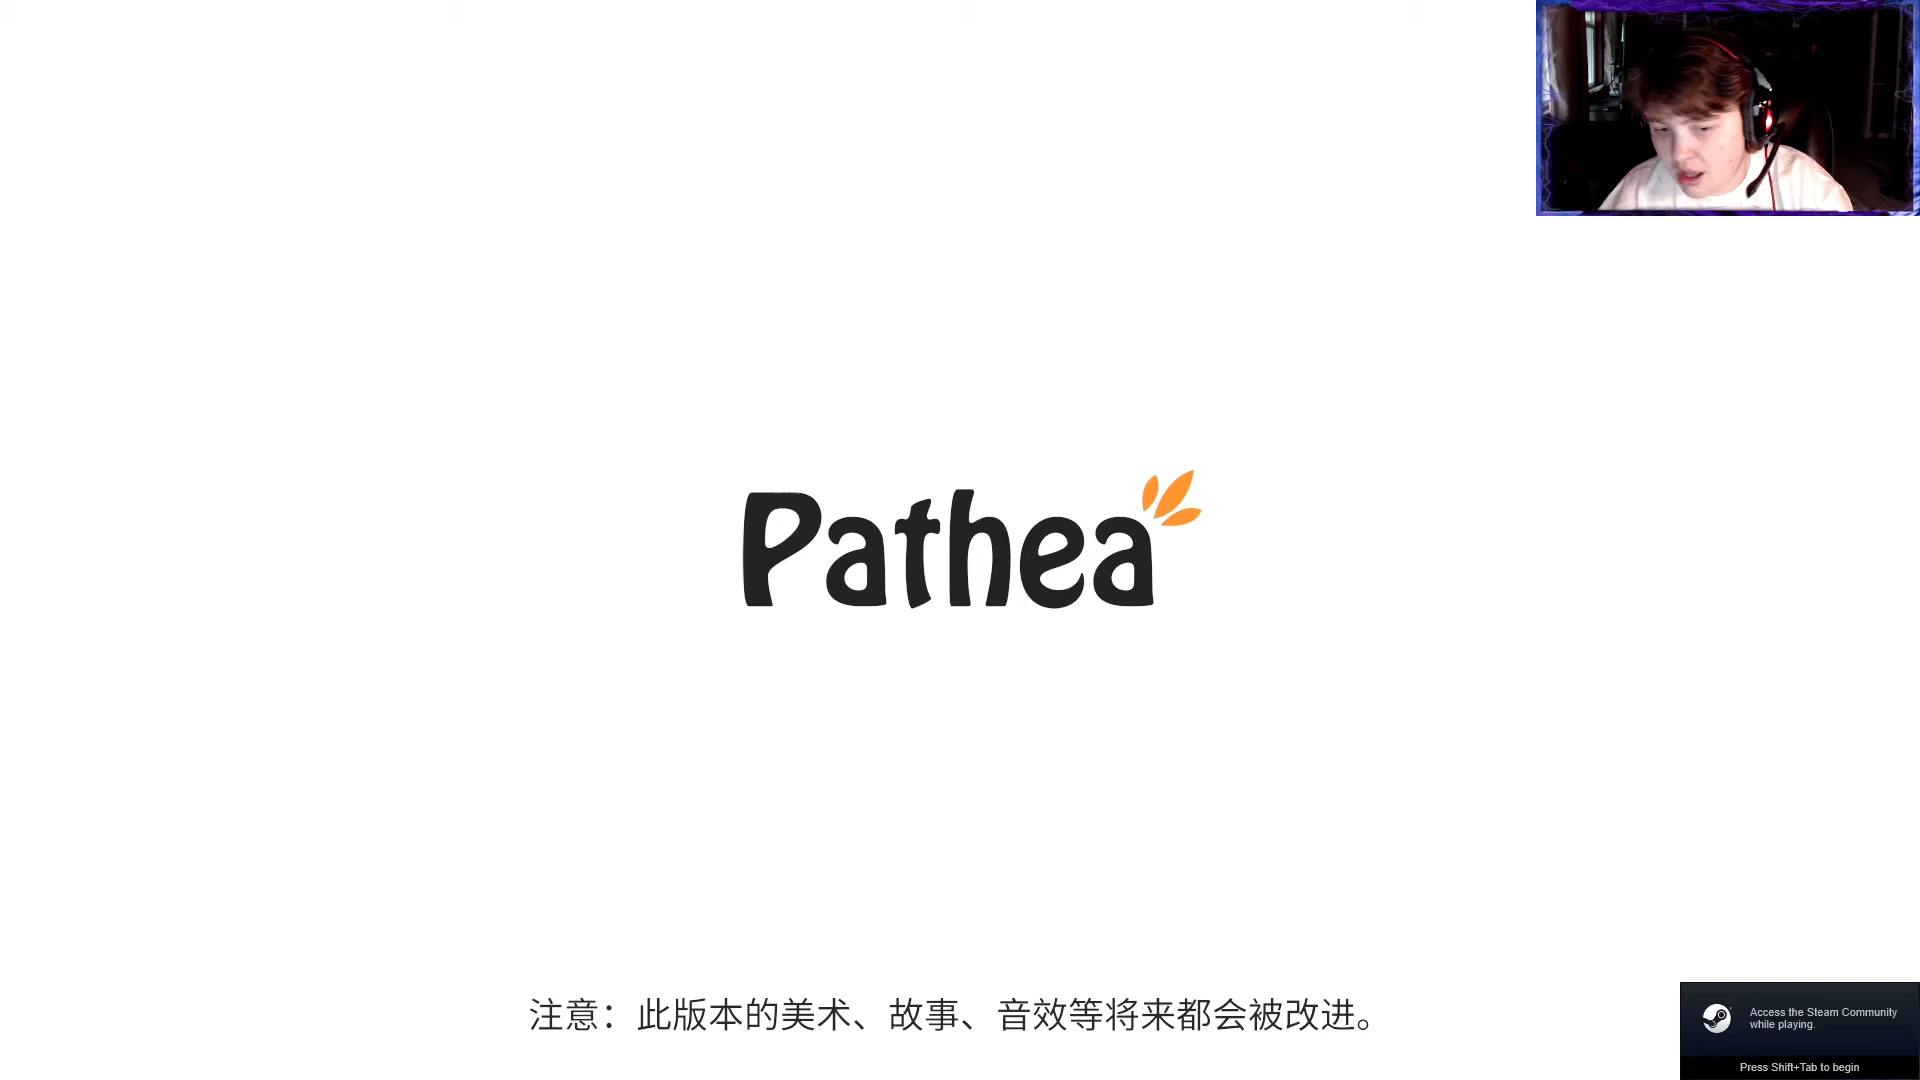 Pathea
注意：此版本的美术、故事、音效等将来都会被改进。
Access the Steam Community
while playing.
Press Shift+Tab to begin